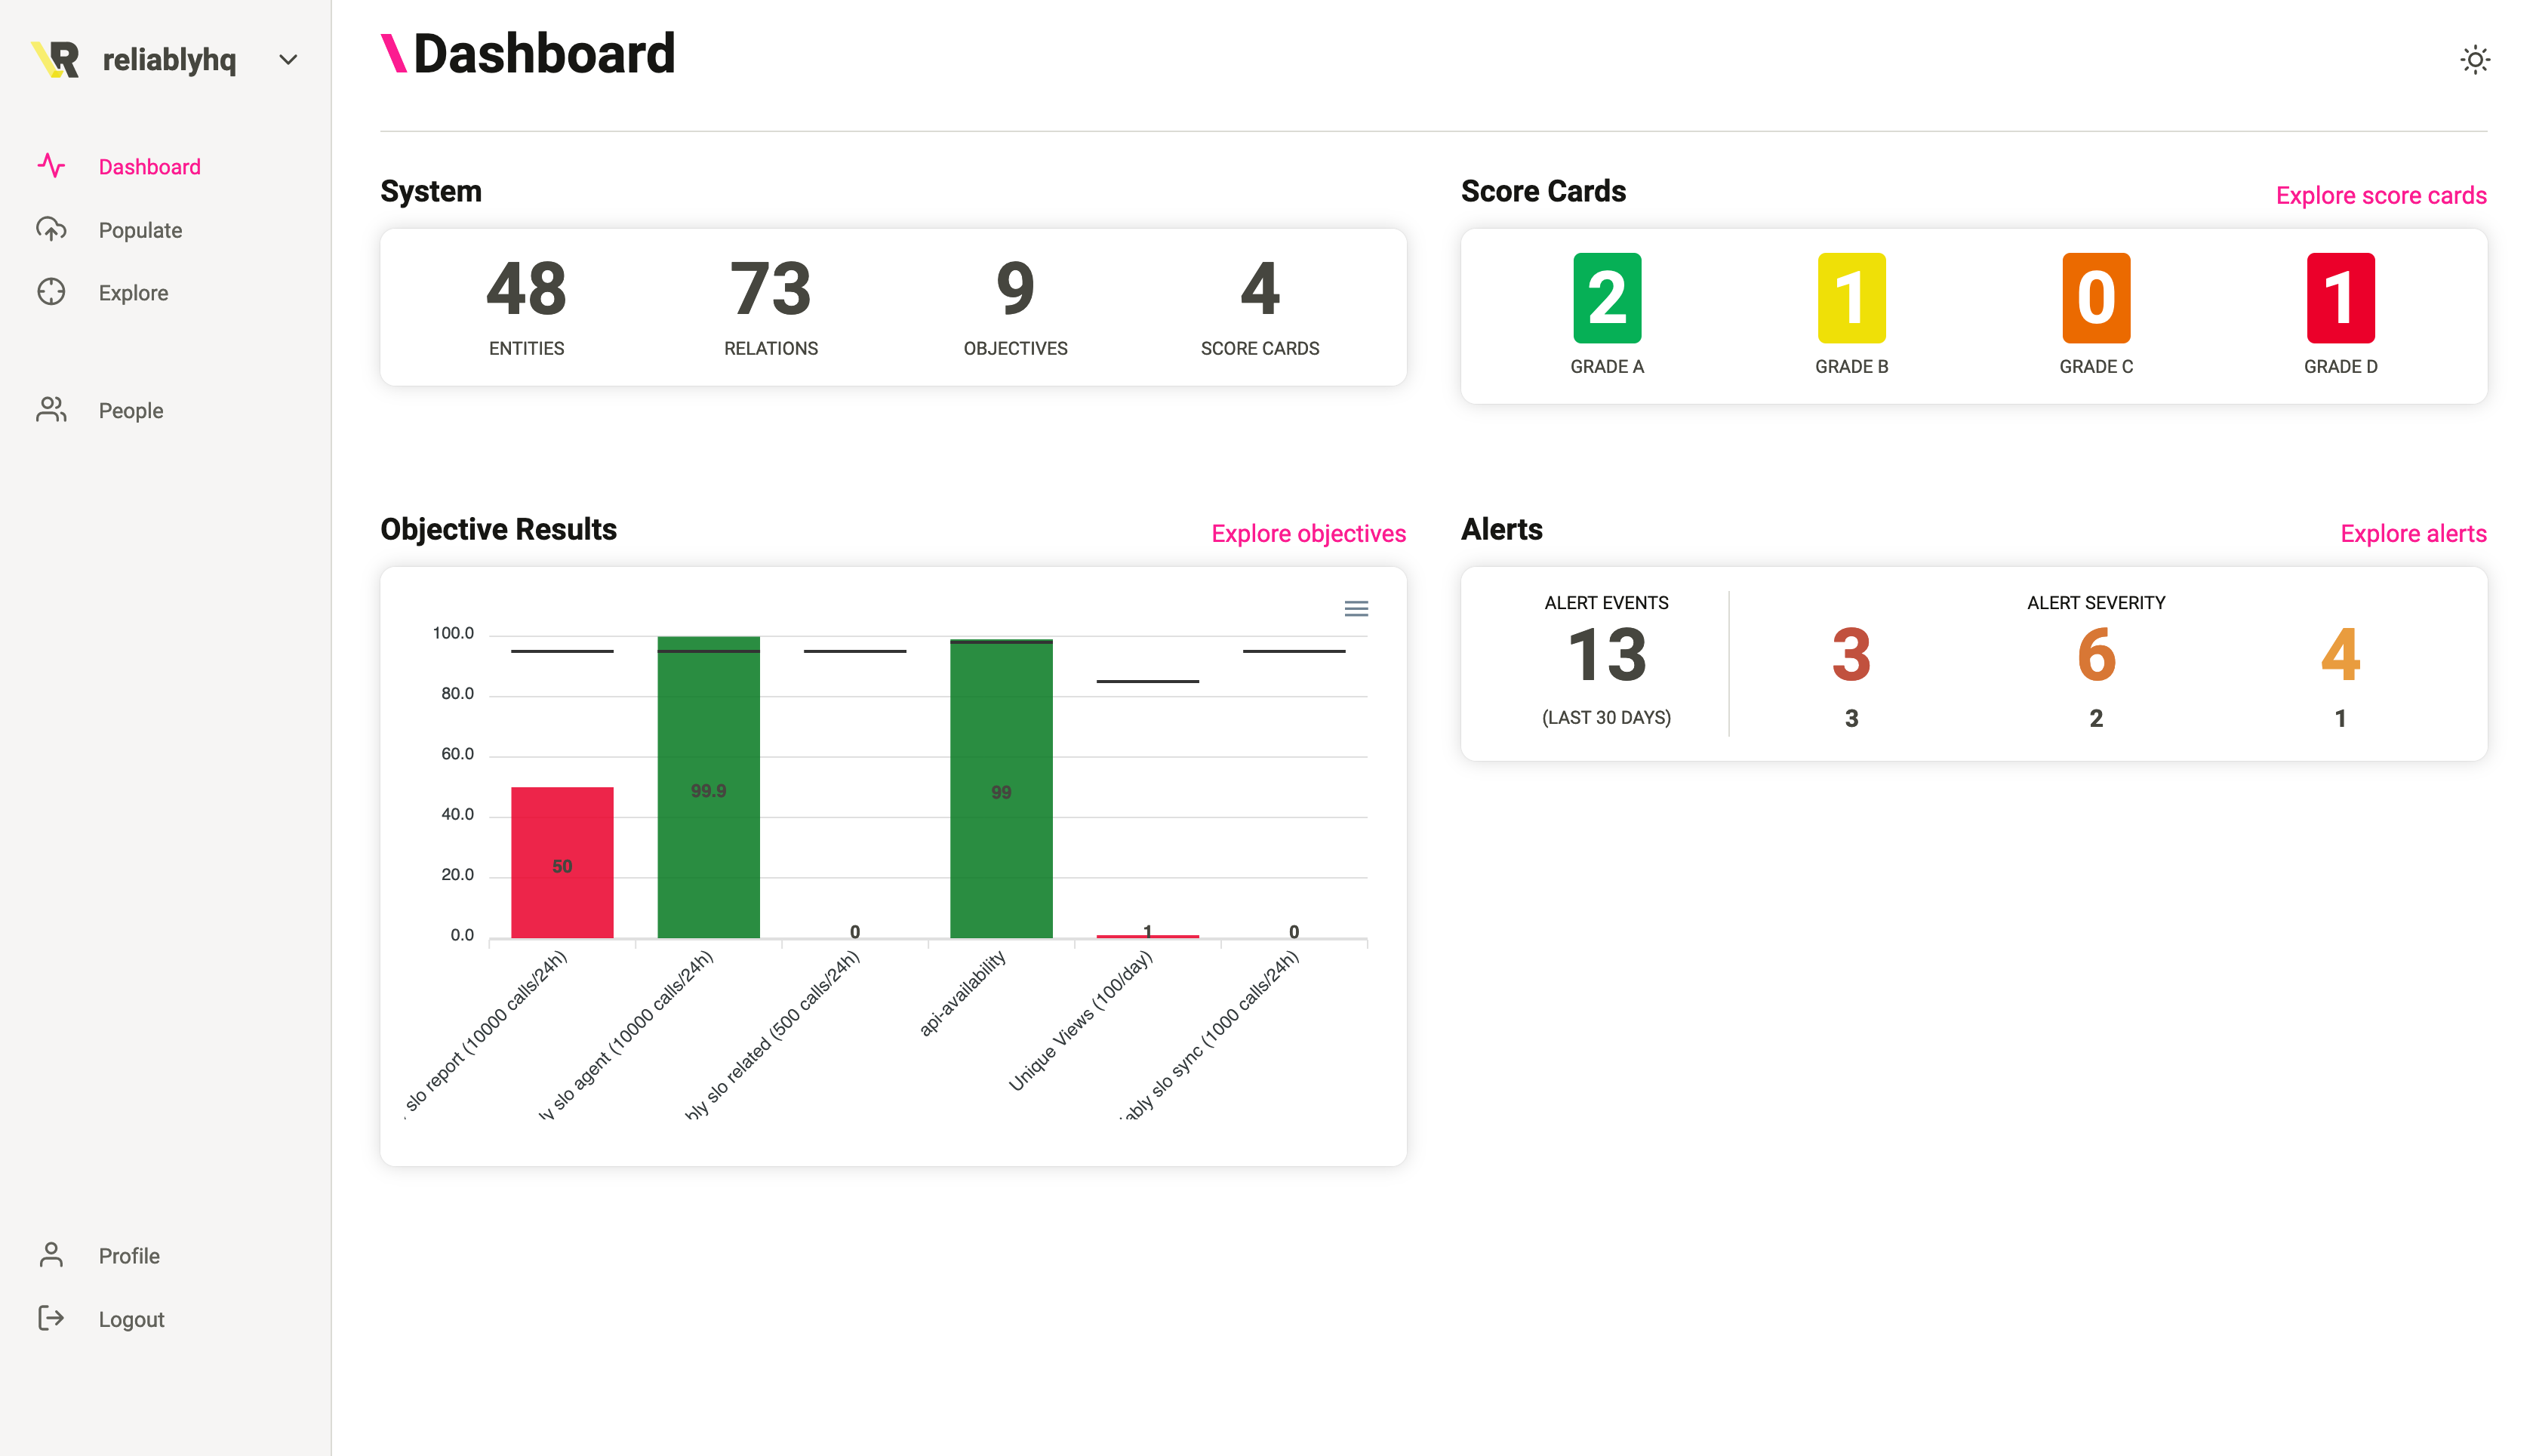 reliablyhq
Dashboard
Populate
Explore
People
Profile
Logout
Dashboard
System
48
73
9
4
ENTITIES
RELATIONS
OBJECTIVES
SCORE CARDS
Score Cards
Explore score cards
2
1
0
1
GRADE A
GRADE B
GRADE C
GRADE D
Objective Results
Explore objectives
100.0
80.0
60.0
40.0
20.0
0.0
50
99.9
0
99
1
0
slo report (10000 calls/24h)
ly slo agent (10000 calls/24h)
bly slo related (500 calls/24h)
api-availability
Unique Views (100/day)
ably slo sync (1000 calls/24h)
Alerts
Explore alerts
ALERT EVENTS
13
(LAST 30 DAYS)
ALERT SEVERITY
3
6
4
3
2
1